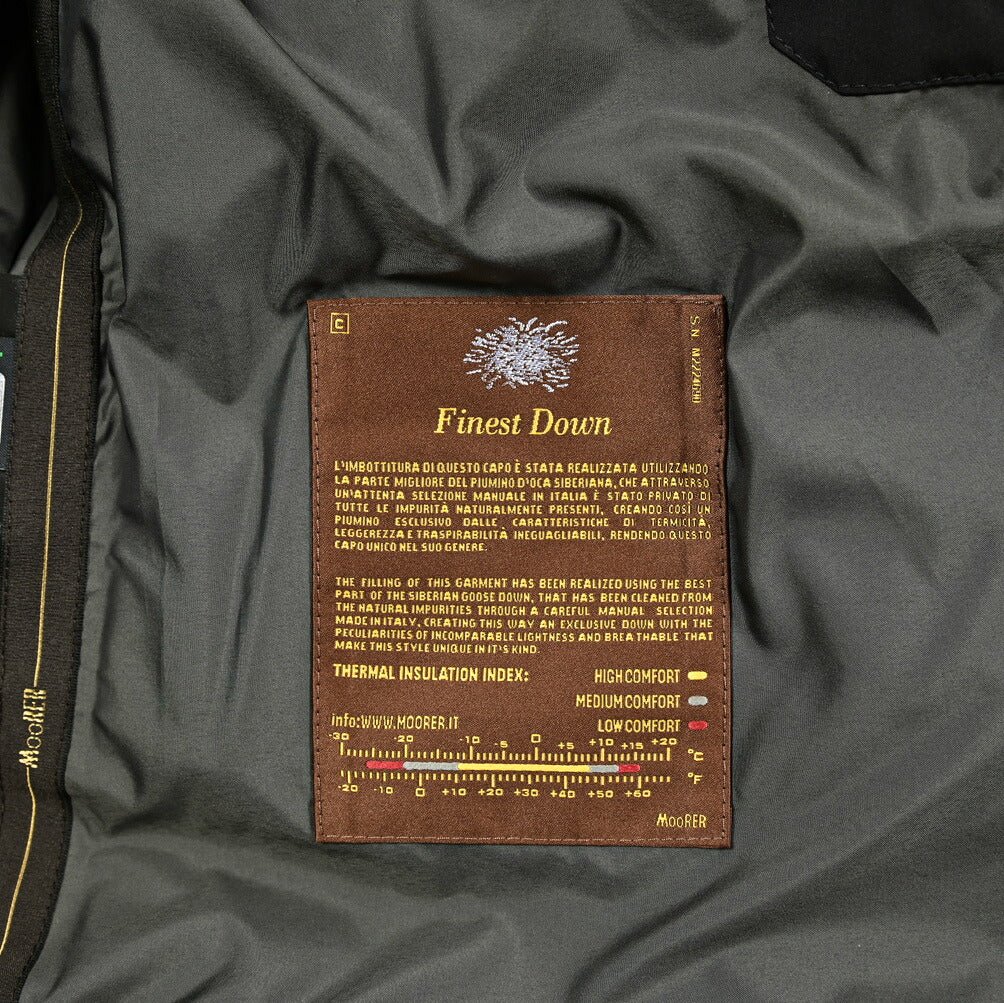 C
S.N. M2224690
Finest Down
L'IMBOTTITURA DI QUESTO CAPO È STATA REALIZZATA UTILIZZANDO
LA PARTE MIGLIORE DEL PIUMINO D'OCA SIBERIANA, CHE ATTRAVERSO
UN'ATTENTA SELEZIONE MANUALE IN ITALIA È STATO PRIVATO DI
TUTTE LE IMPURITÀ NATURALMENTE PRESENTI, CREANDO COSÌ UN
PIUMINO ESCLUSIVO DALLE CARATTERISTICHE DI TERMICITÀ,
LEGGEREZZA E TRASPIRABILITÀ INEGUAGLIABILI, RENDENDO QUESTO
CAPO UNICO NEL SUO GENERE.
THE FILLING OF THIS GARMENT HAS BEEN REALIZED USING THE BEST
PART OF THE SIBERIAN GOOSE DOWN, THAT HAS BEEN CLEANED FROM
THE NATURAL IMPURITIES THROUGH A CAREFUL MANUAL SELECTION
MADE IN ITALY, CREATING THIS WAY AN EXCLUSIVE DOWN WITH THE
PECULIARITIES OF INCOMPARABLE LIGHTNESS AND BREATHABLE THAT
MAKE THIS STYLE UNIQUE IN IT'S KIND.
THERMAL INSULATION INDEX: HIGH COMFORT
MEDIUM COMFORT
info:WWW.MOORER.IT LOW COMFORT
-30 -20 -10 -5 0 +5 +10 +15 +20 °C
-20 -10 0 +10 +20 +30 +40 +50 +60 °F
MOORER
MOORER